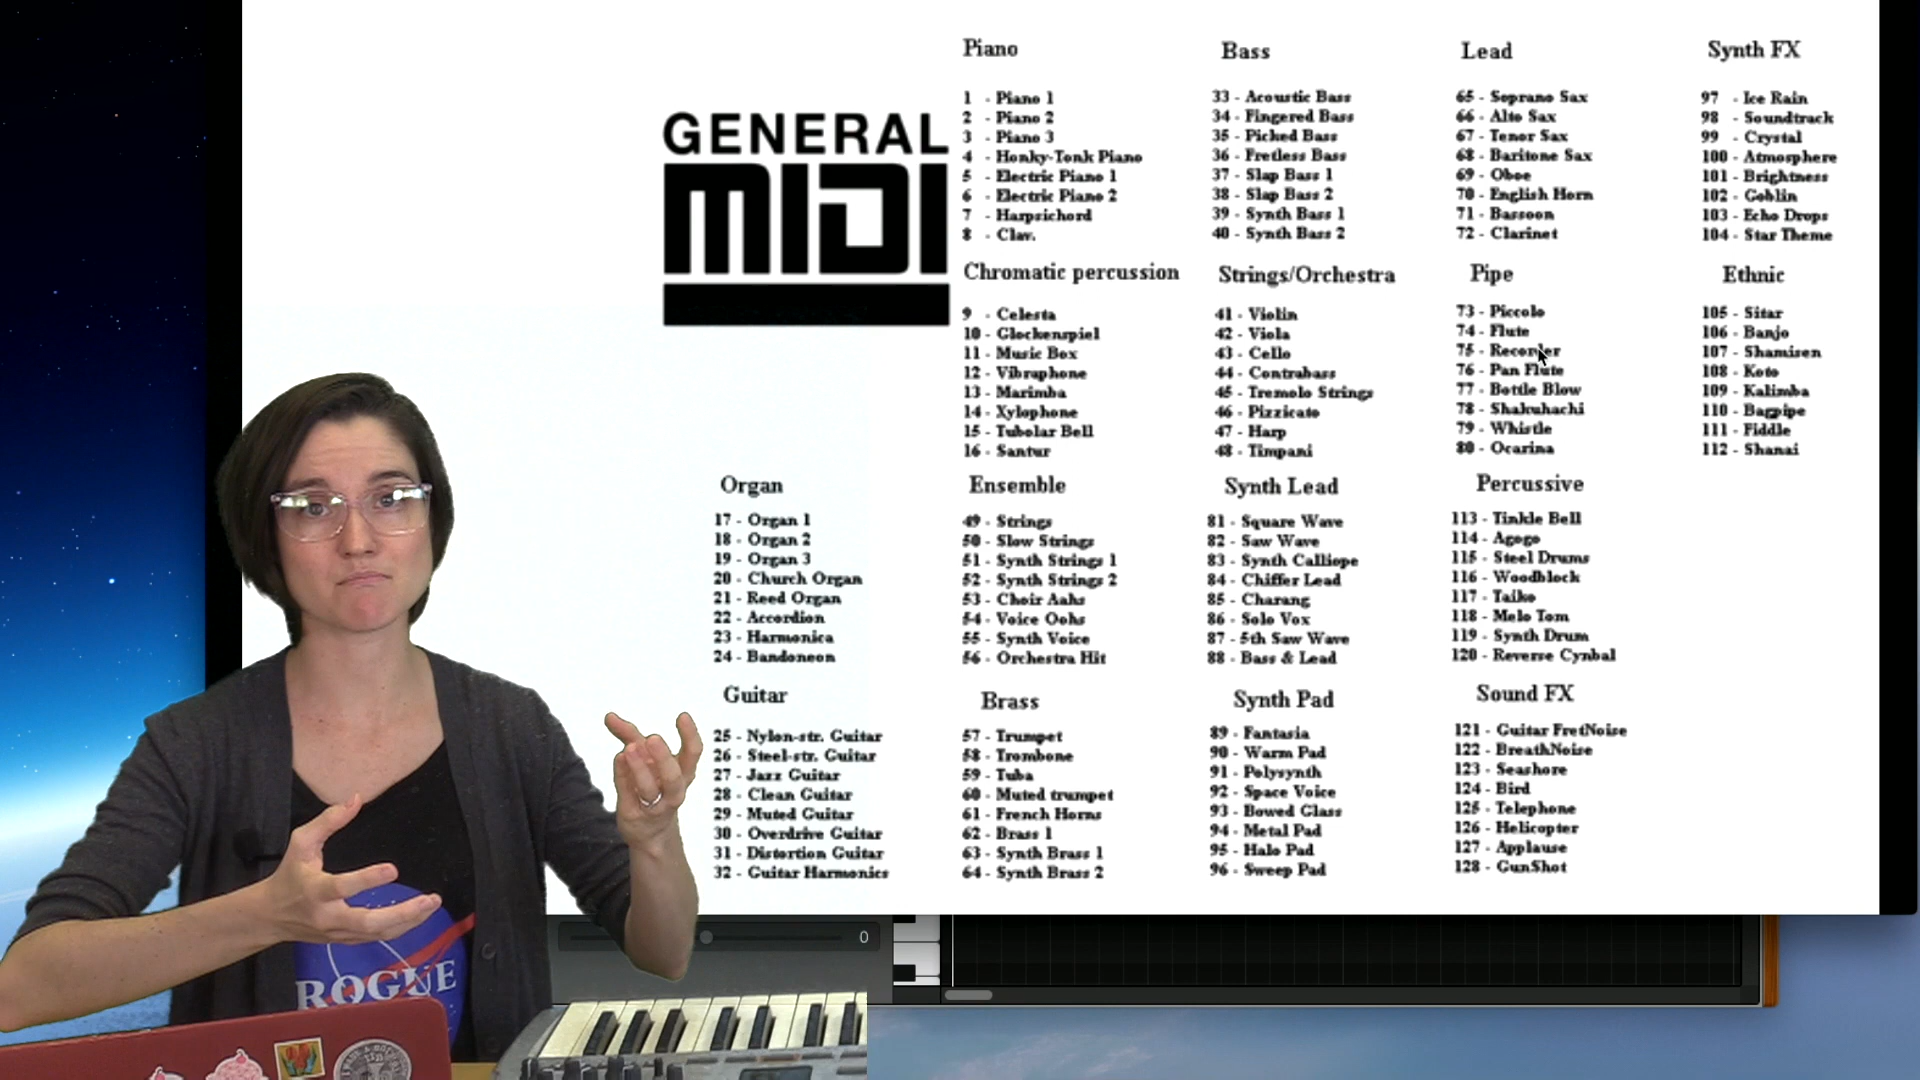 GENERAL
MIDI
Piano
1 - Piano 1
2 - Piano 2
3 - Piano 3
4 - Honky-Tonk Piano
5 - Electric Piano 1
6 - Electric Piano 2
7 - Harpsichord
8 - Clav.
Bass
33 - Acoustic Bass
34 - Fingered Bass
35 - Picked Bass
36 - Fretless Bass
37 - Slap Bass 1
38 - Slap Bass 2
39 - Synth Bass 1
40 - Synth Bass 2
Lead
65 - Soprano Sax
66 - Alto Sax
67 - Tenor Sax
68 - Baritone Sax
69 - Oboe
70 - English Horn
71 - Bassoon
72 - Clarinet
Synth FX
97 - Ice Rain
98 - Soundtrack
99 - Crystal
100 - Atmosphere
101 - Brightness
102 - Goblin
103 - Echo Drops
104 - Star Theme
Chromatic percussion
9 - Celesta
10 - Glockenspiel
11 - Music Box
12 - Vibraphone
13 - Marimba
14 - Xylophone
15 - Tubolar Bell
16 - Santur
Strings/Orchestra
41 - Violin
42 - Viola
43 - Cello
44 - Contrabass
45 - Tremolo Strings
46 - Pizzicato
47 - Harp
48 - Timpani
Pipe
73 - Piccolo
74 - Flute
75 - Recorder
76 - Pan Flute
77 - Bottle Blow
78 - Shakuhachi
79 - Whistle
80 - Ocarina
Ethnic
105 - Sitar
106 - Banjo
107 - Shamisen
108 - Koto
109 - Kalimba
110 - Bagpipe
111 - Fiddle
112 - Shanai
Organ
17 - Organ 1
18 - Organ 2
19 - Organ 3
20 - Church Organ
21 - Reed Organ
22 - Accordion
23 - Harmonica
24 - Bandoneon
Ensemble
49 - Strings
50 - Slow Strings
51 - Synth Strings 1
52 - Synth Strings 2
53 - Choir Aahs
54 - Voice Oohs
55 - Synth Voice
56 - Orchestra Hit
Synth Lead
81 - Square Wave
82 - Saw Wave
83 - Synth Calliope
84 - Chiffer Lead
85 - Charang
86 - Solo Vox
87 - 5th Saw Wave
88 - Bass & Lead
Percussive
113 - Tinkle Bell
114 - Agogo
115 - Steel Drums
116 - Woodblock
117 - Taiko
118 - Melo Tom
119 - Synth Drum
120 - Reverse Cynbal
Guitar
25 - Nylon-str. Guitar
26 - Steel-str. Guitar
27 - Jazz Guitar
28 - Clean Guitar
29 - Muted Guitar
30 - Overdrive Guitar
31 - Distortion Guitar
32 - Guitar Harmonics
Brass
57 - Trumpet
58 - Trombone
59 - Tuba
60 - Muted trumpet
61 - French Horns
62 - Brass 1
63 - Synth Brass 1
64 - Synth Brass 2
Synth Pad
89 - Fantasia
90 - Warm Pad
91 - Polysynth
92 - Space Voice
93 - Bowed Glass
94 - Metal Pad
95 - Halo Pad
96 - Sweep Pad
Sound FX
121 - Guitar FretNoise
122 - BreathNoise
123 - Seashore
124 - Bird
125 - Telephone
126 - Helicopter
127 - Applause
128 - GunShot
0
ROGUE